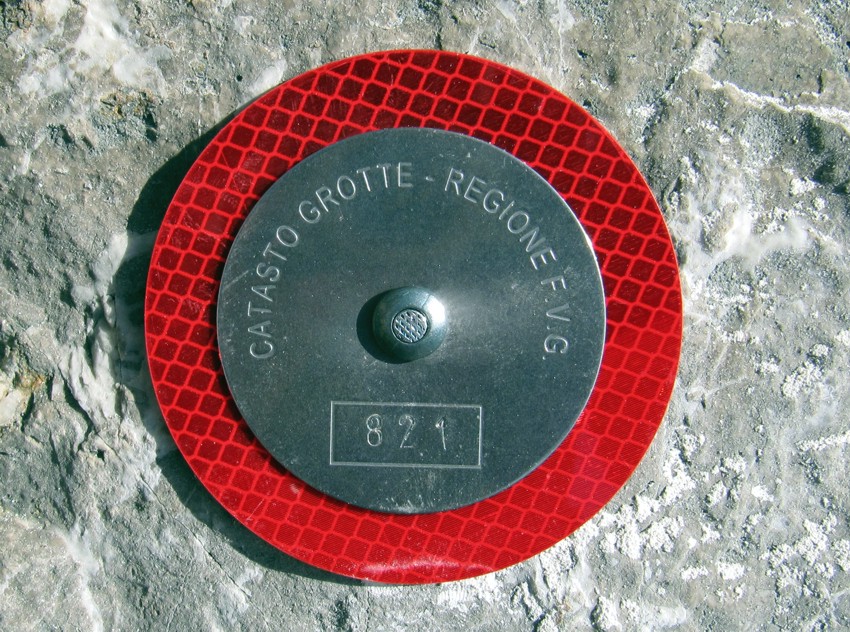 CATASTO GROTTE - REGIONE F.V.G.
821